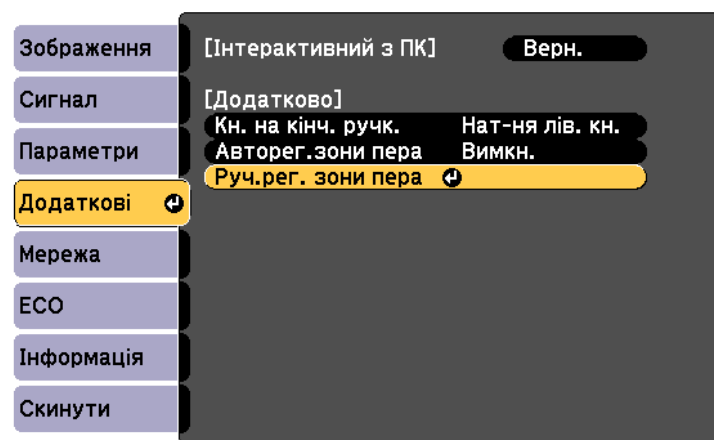 Зображення
Сигнал
Параметри
Додаткові
Мережа
ECO
Інформація
Скинути
[Інтерактивний з ПК] Верн.
[Додатково]
Кн. на кінч. ручк. Нат-ня лів. кн.
Авторег.зони пера Вимкн.
Руч.рег. зони пера